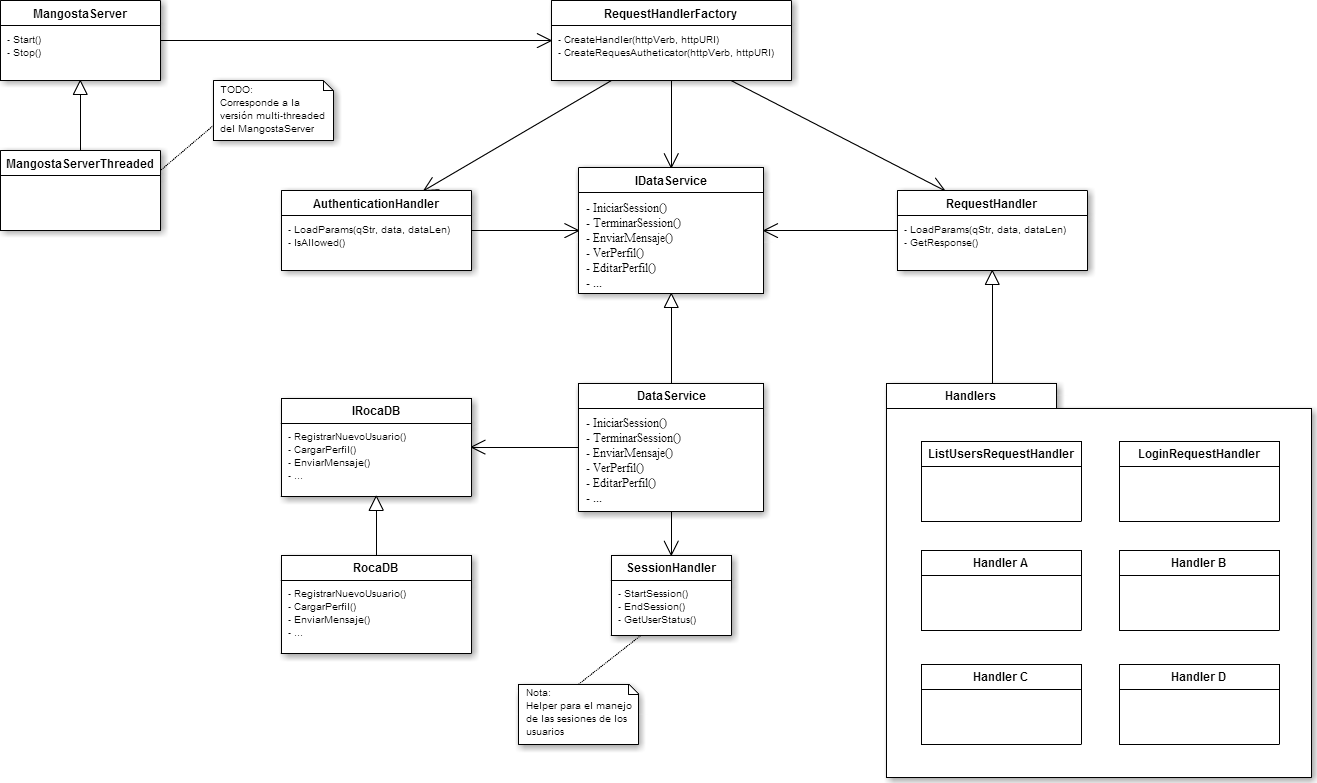 MangostaServer
- Start()
- Stop()
RequestHandlerFactory
- CreateHandler(httpVerb, httpURI)
- CreateRequesAutheticator(httpVerb, httpURI)
TODO:
Corresponde a la
versión multi-threaded
del MangostaServer
MangostaServerThreaded
AuthenticationHandler
- LoadParams(qStr, data, dataLen)
- IsAllowed()
IDataService
- IniciarSession()
- TerminarSession()
- EnviarMensaje()
- VerPerfil()
- EditarPerfil()
- ...
RequestHandler
- LoadParams(qStr, data, dataLen)
- GetResponse()
IRocaDB
- RegistrarNuevoUsuario()
- CargarPerfil()
- EnviarMensaje()
- ...
DataService
- IniciarSession()
- TerminarSession()
- EnviarMensaje()
- VerPerfil()
- EditarPerfil()
- ...
Handlers
ListUsersRequestHandler
LoginRequestHandler
Handler A
Handler B
Handler C
Handler D
RocaDB
- RegistrarNuevoUsuario()
- CargarPerfil()
- EnviarMensaje()
- ...
SessionHandler
- StartSession()
- EndSession()
- GetUserStatus()
Nota:
Helper para el manejo
de las sesiones de los
usuarios